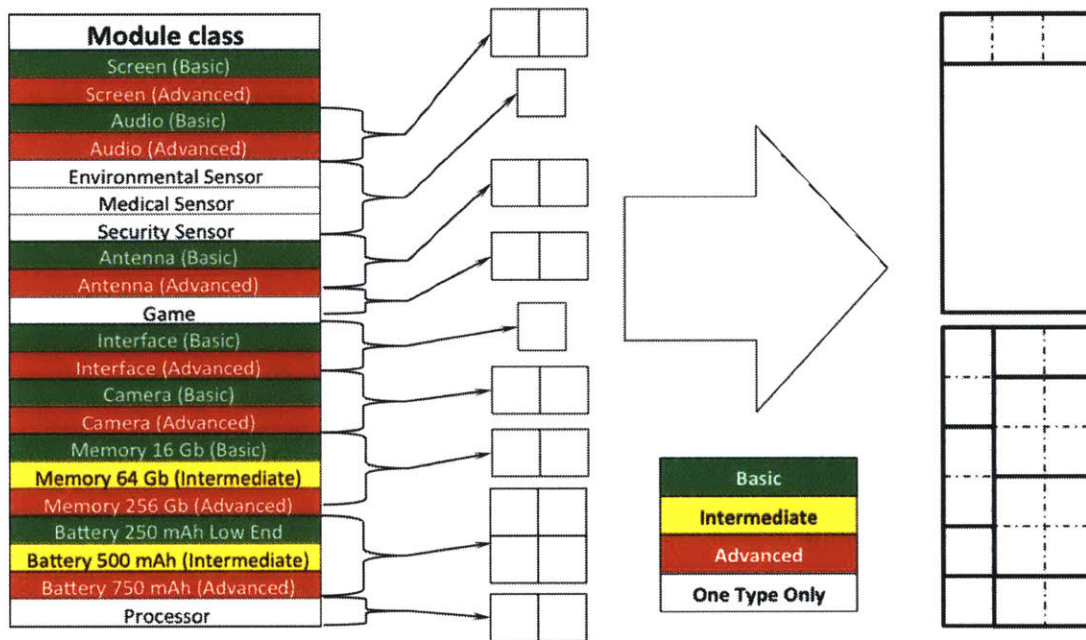 Module class
Screen (Basic)
Screen (Advanced)
Audio (Basic)
Audio (Advanced)
Environmental Sensor
Medical Sensor
Security Sensor
Antenna (Basic)
Antenna (Advanced)
Game
Interface (Basic)
Interface (Advanced)
Camera (Basic)
Camera (Advanced)
Memory 16 Gb (Basic)
Memory 64 Gb (Intermediate)
Memory 256 Gb (Advanced)
Battery 250 mAh Low End
Battery 500 mAh (Intermediate)
Battery 750 mAh (Advanced)
Processor
Basic
Intermediate
Advanced
One Type Only